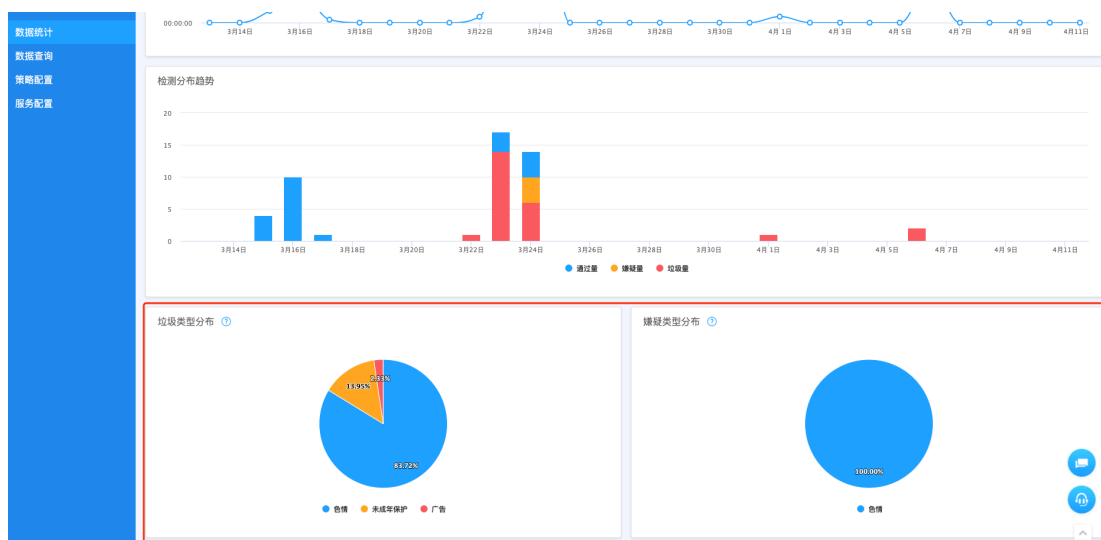 数据统计
数据查询
策略配置
服务配置
00:00:00
3月14日 3月16日 3月18日 3月20日 3月22日 3月24日 3月26日 3月28日 3月30日 4月 1日 4月 3日 4月 5日 4月 7日 4月 9日 4月11日
检测分布趋势
20
15
10
5
0
3月14日 3月16日 3月18日 3月20日 3月22日 3月24日 3月26日 3月28日 3月30日 4月 1日 4月 3日 4月 5日 4月 7日 4月 9日 4月11日
通过量 嫌疑量 垃圾量
垃圾类型分布 ?
2.33%
13.95%
83.72%
色情 未成年保护 广告
嫌疑类型分布 ?
100.00%
色情